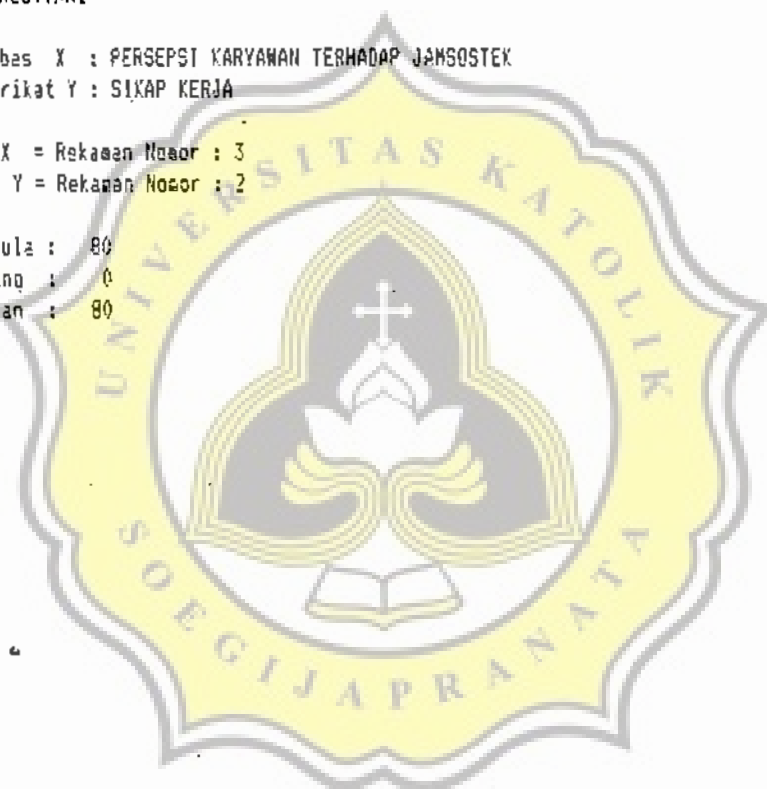 bas X : PERSEPSI KARYAWAN TERHADAP JAMSOSTEK
rikat Y : SIKAP KERJA
X = Rekaman Nomor : 3
Y = Rekaman Nomor : 2
ula : 80
ng : 0
an : 80
UNIVERSITAS KATOLIK
SOEGIJAPRANATA